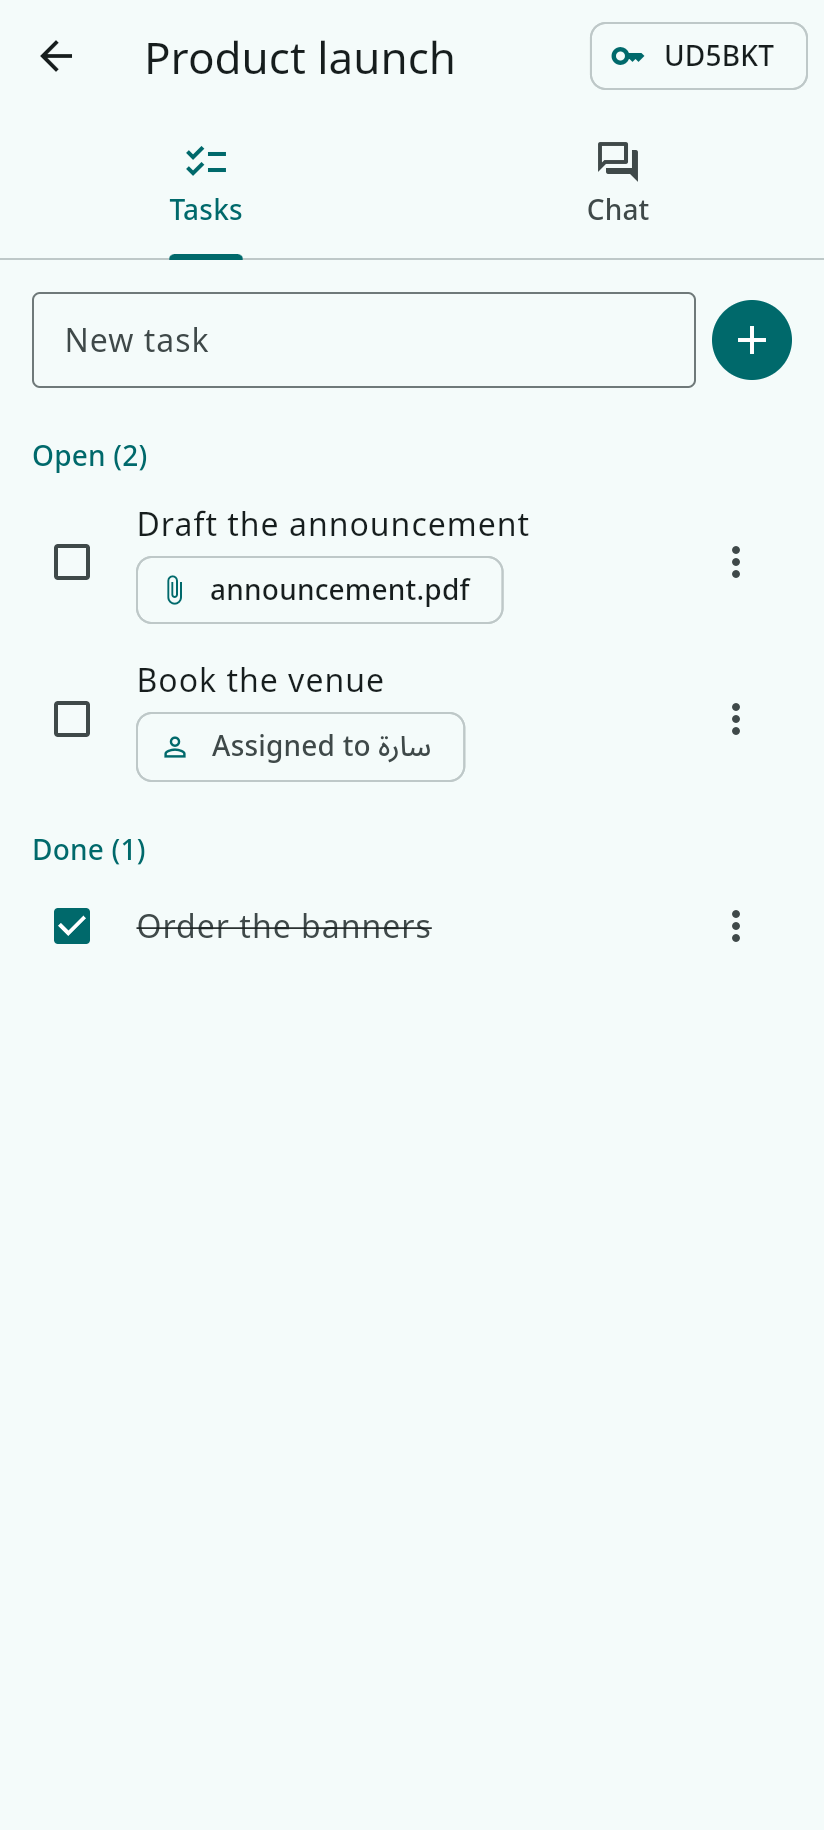 Product launch
UD5BKT
Tasks
Chat
New task
Open (2)
Draft the announcement
announcement.pdf
Book the venue
Assigned to سارة
Done (1)
Order the banners